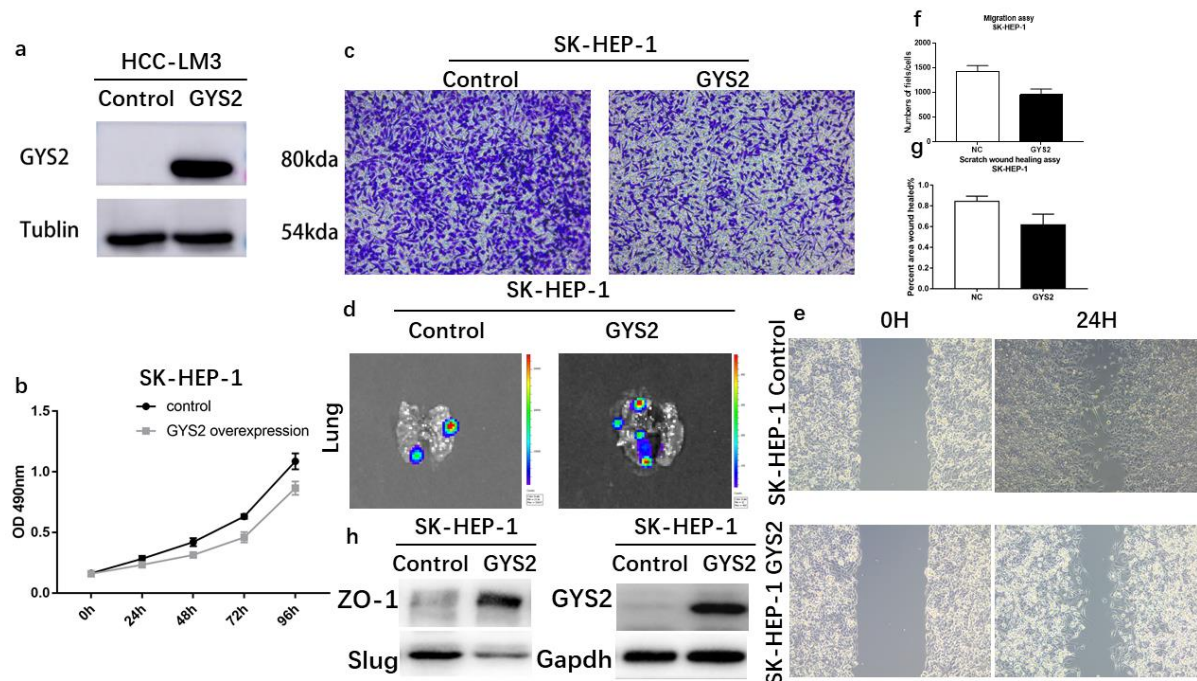 a
HCC-LM3
Control GYS2
GYS2
80kda
Tublin
54kda
b
SK-HEP-1
control
GYS2 overexpression
OD 490nm
1.5
1.0
0.5
0.0
0h
24h
48h
72h
96h
c
SK-HEP-1
Control
GYS2
d
SK-HEP-1
Control
GYS2
Lung
h
SK-HEP-1
Control GYS2
ZO-1
Slug
SK-HEP-1
Control GYS2
GYS2
Gapdh
f
Migration assy
SK-HEP-1
Numbers of fiels/cells
2000
1500
1000
500
0
NC
GYS2
g
Scratch wound healing assy
SK-HEP-1
Percent area wound healed%
1.0
0.8
0.6
0.4
0.2
0.0
NC
GYS2
e
0H
24H
SK-HEP-1 Control
SK-HEP-1 GYS2